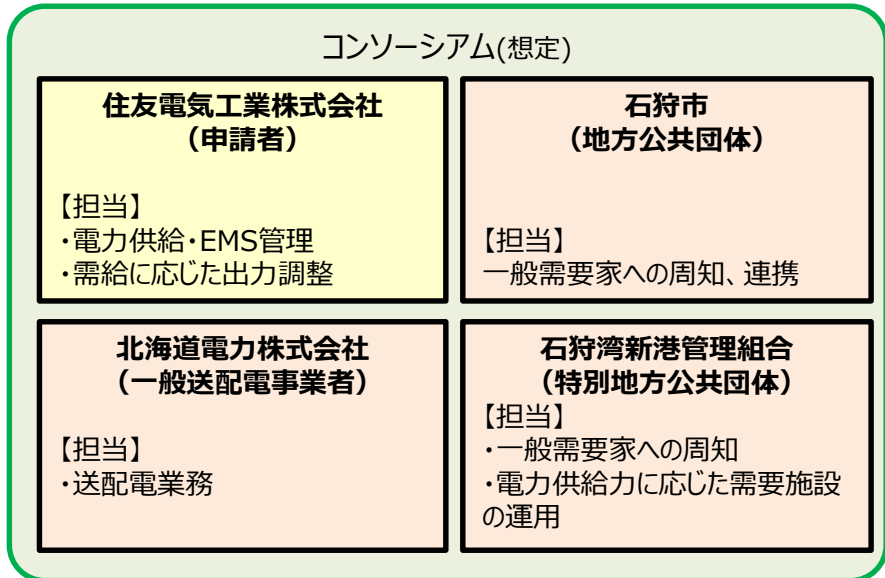 コンソーシアム(想定)
住友電気工業株式会社
(申請者)
【担当】
・電力供給・EMS管理
・需給に応じた出力調整
石狩市
(地方公共団体)
【担当】
一般需要家への周知、連携
北海道電力株式会社
(一般送配電事業者)
【担当】
・送配電業務
石狩湾新港管理組合
(特別地方公共団体)
【担当】
・一般需要家への周知
・電力供給力に応じた需要施設
の運用